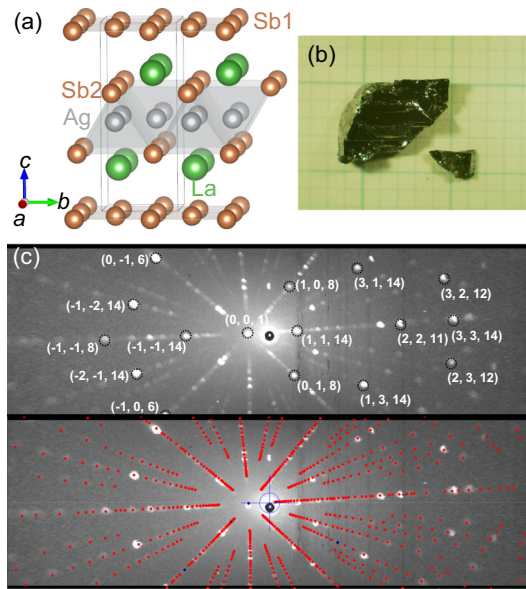 (a)
Sb1
(b)
Sb2
Ag
La
c
b
a
(c)
(0, -1, 6)
(3, 1, 14)
(1, 0, 8)
(3, 2, 12)
(-1, -2, 14)
(0, 0, 1)
(-1, -1, 8)
(-1, -1, 14)
(1, 1, 14)
(2, 2, 11)
(3, 3, 14)
(-2, -1, 14)
(0, 1, 8)
(1, 3, 14)
(2, 3, 12)
(-1, 0, 6)